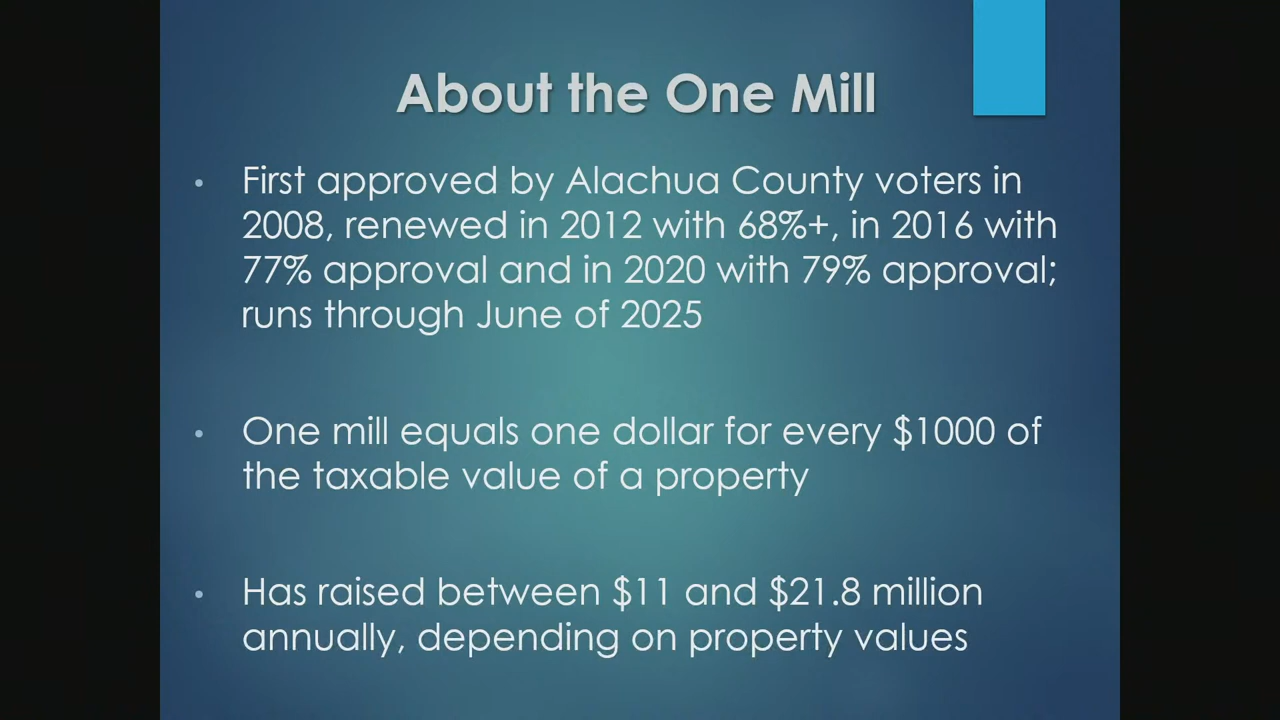 About the One Mill
• First approved by Alachua County voters in
2008, renewed in 2012 with 68%+, in 2016 with
77% approval and in 2020 with 79% approval;
runs through June of 2025
• One mill equals one dollar for every $1000 of
the taxable value of a property
• Has raised between $11 and $21.8 million
annually, depending on property values